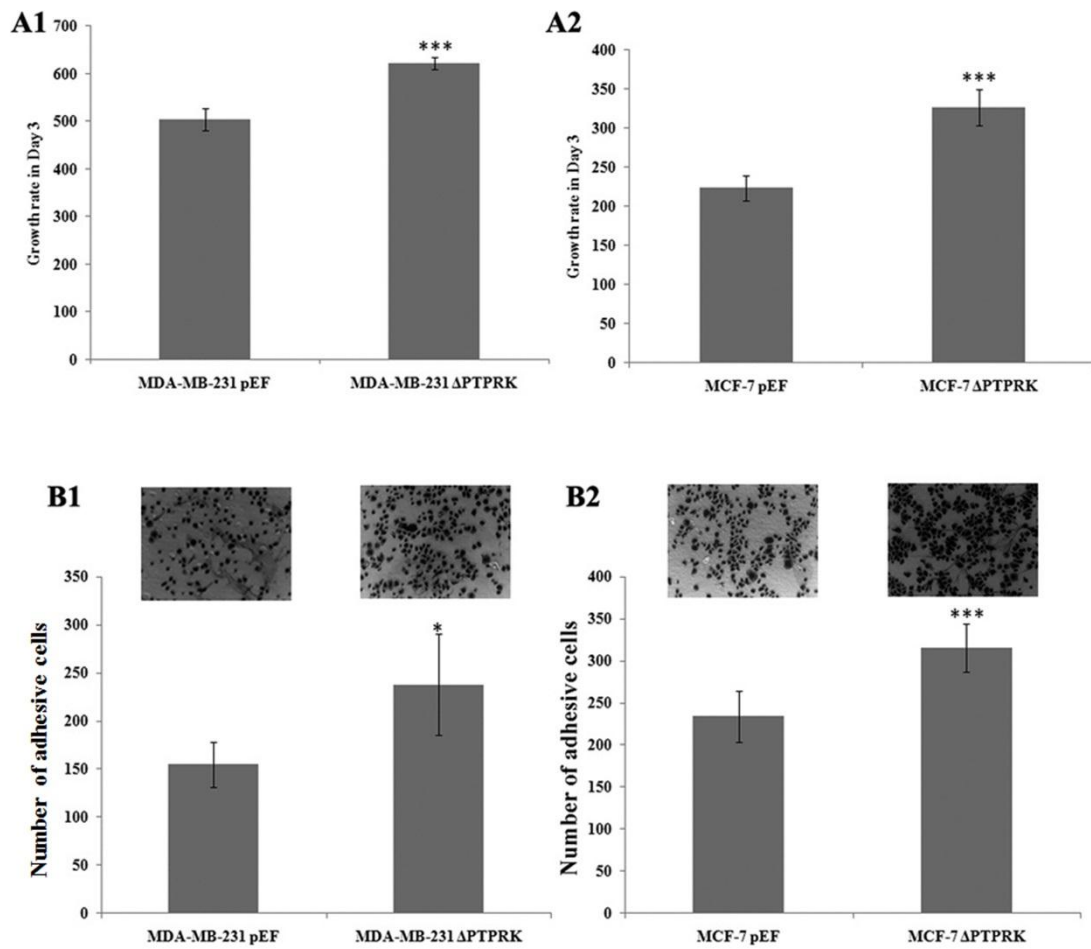 A1
Growth rate in Day 3
700
600
500
400
300
200
100
0
***
MDA-MB-231 pEF
MDA-MB-231 ΔPTPRK
A2
Growth rate in Day 3
400
350
300
250
200
150
100
50
0
***
MCF-7 pEF
MCF-7 ΔPTPRK
B1
Number of adhesive cells
350
300
250
200
150
100
50
0
*
MDA-MB-231 pEF
MDA-MB-231 ΔPTPRK
B2
Number of adhesive cells
400
350
300
250
200
150
100
50
0
***
MCF-7 pEF
MCF-7 ΔPTPRK